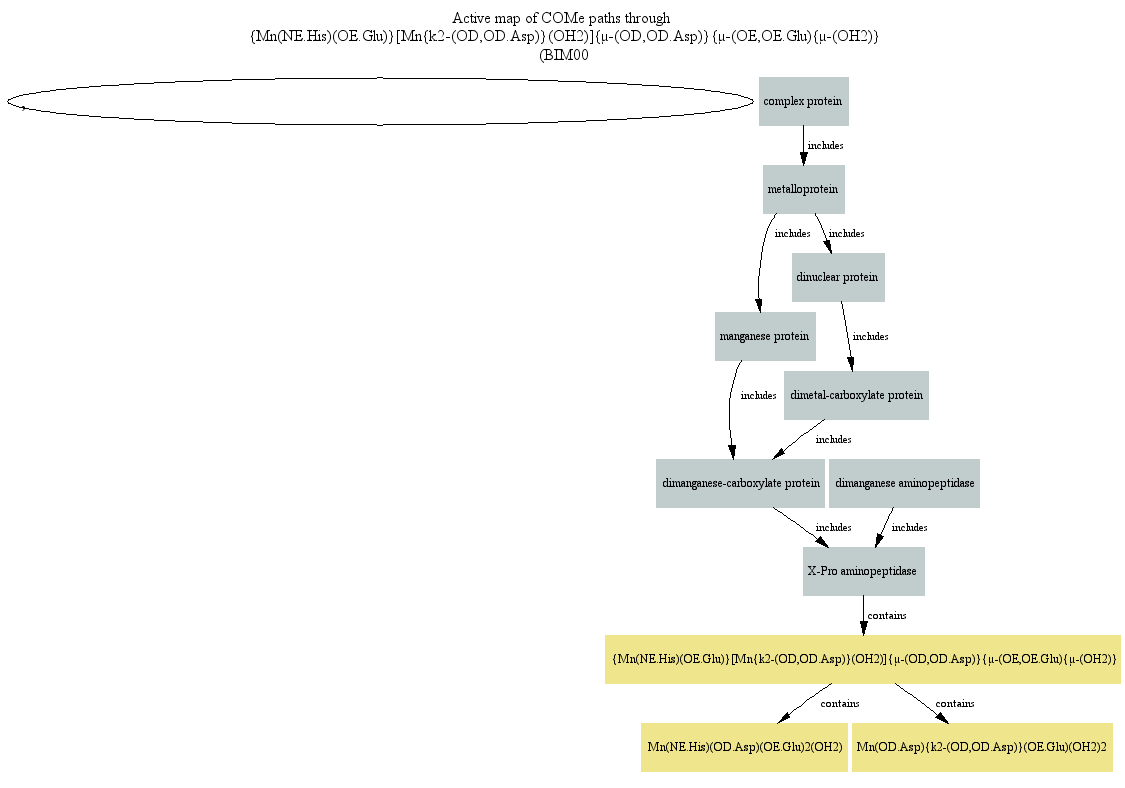 Active map of COMe paths through
{Mn(NE.His)(OE.Glu)}[Mn{k2-(OD,OD.Asp)}(OH2)]{μ-(OD,OD.Asp)}{μ-(OE,OE.Glu){μ-(OH2)}
(BIM00
,
complex protein
includes
metalloprotein
includes
includes
dinuclear protein
manganese protein
includes
includes
dimetal-carboxylate protein
includes
dimanganese-carboxylate protein
dimanganese aminopeptidase
includes
includes
X-Pro aminopeptidase
contains
{Mn(NE.His)(OE.Glu)}[Mn{k2-(OD,OD.Asp)}(OH2)]{μ-(OD,OD.Asp)}{μ-(OE,OE.Glu){μ-(OH2)}
contains
contains
Mn(NE.His)(OD.Asp)(OE.Glu)2(OH2)
Mn(OD.Asp){k2-(OD,OD.Asp)}(OE.Glu)(OH2)2